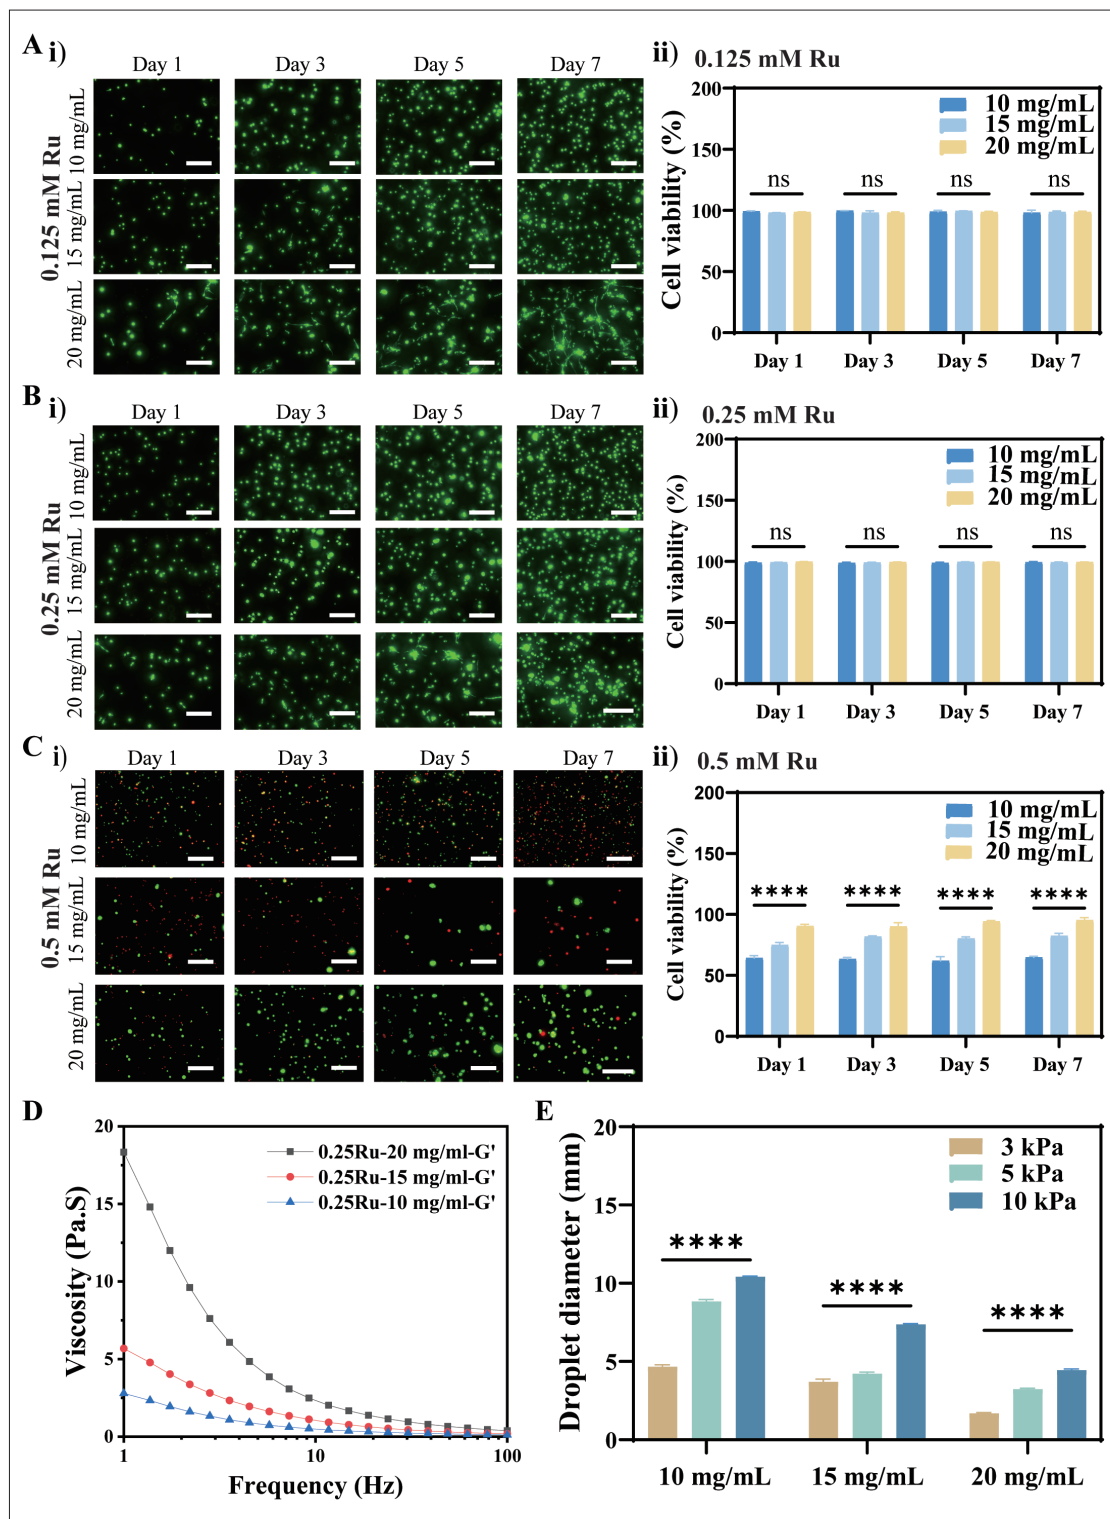 A i)
Day 1 Day 3 Day 5 Day 7
0.125 mM Ru
10 mg/mL
15 mg/mL
20 mg/mL
ii) 0.125 mM Ru
Cell viability (%)
200
150
100
50
0
10 mg/mL
15 mg/mL
20 mg/mL
ns ns ns ns
Day 1 Day 3 Day 5 Day 7
B i)
Day 1 Day 3 Day 5 Day 7
0.25 mM Ru
10 mg/mL
15 mg/mL
20 mg/mL
ii) 0.25 mM Ru
Cell viability (%)
200
150
100
50
0
10 mg/mL
15 mg/mL
20 mg/mL
ns ns ns ns
Day 1 Day 3 Day 5 Day 7
C i)
Day 1 Day 3 Day 5 Day 7
0.5 mM Ru
10 mg/mL
15 mg/mL
20 mg/mL
ii) 0.5 mM Ru
Cell viability (%)
200
150
100
50
0
10 mg/mL
15 mg/mL
20 mg/mL
**** **** **** ****
Day 1 Day 3 Day 5 Day 7
D
Viscosity (Pa.S)
20
15
10
5
0
0.25Ru-20 mg/ml-G'
0.25Ru-15 mg/ml-G'
0.25Ru-10 mg/ml-G'
1 10 100
Frequency (Hz)
E
Droplet diameter (mm)
20
15
10
5
0
3 kPa
5 kPa
10 kPa
**** **** ****
10 mg/mL 15 mg/mL 20 mg/mL